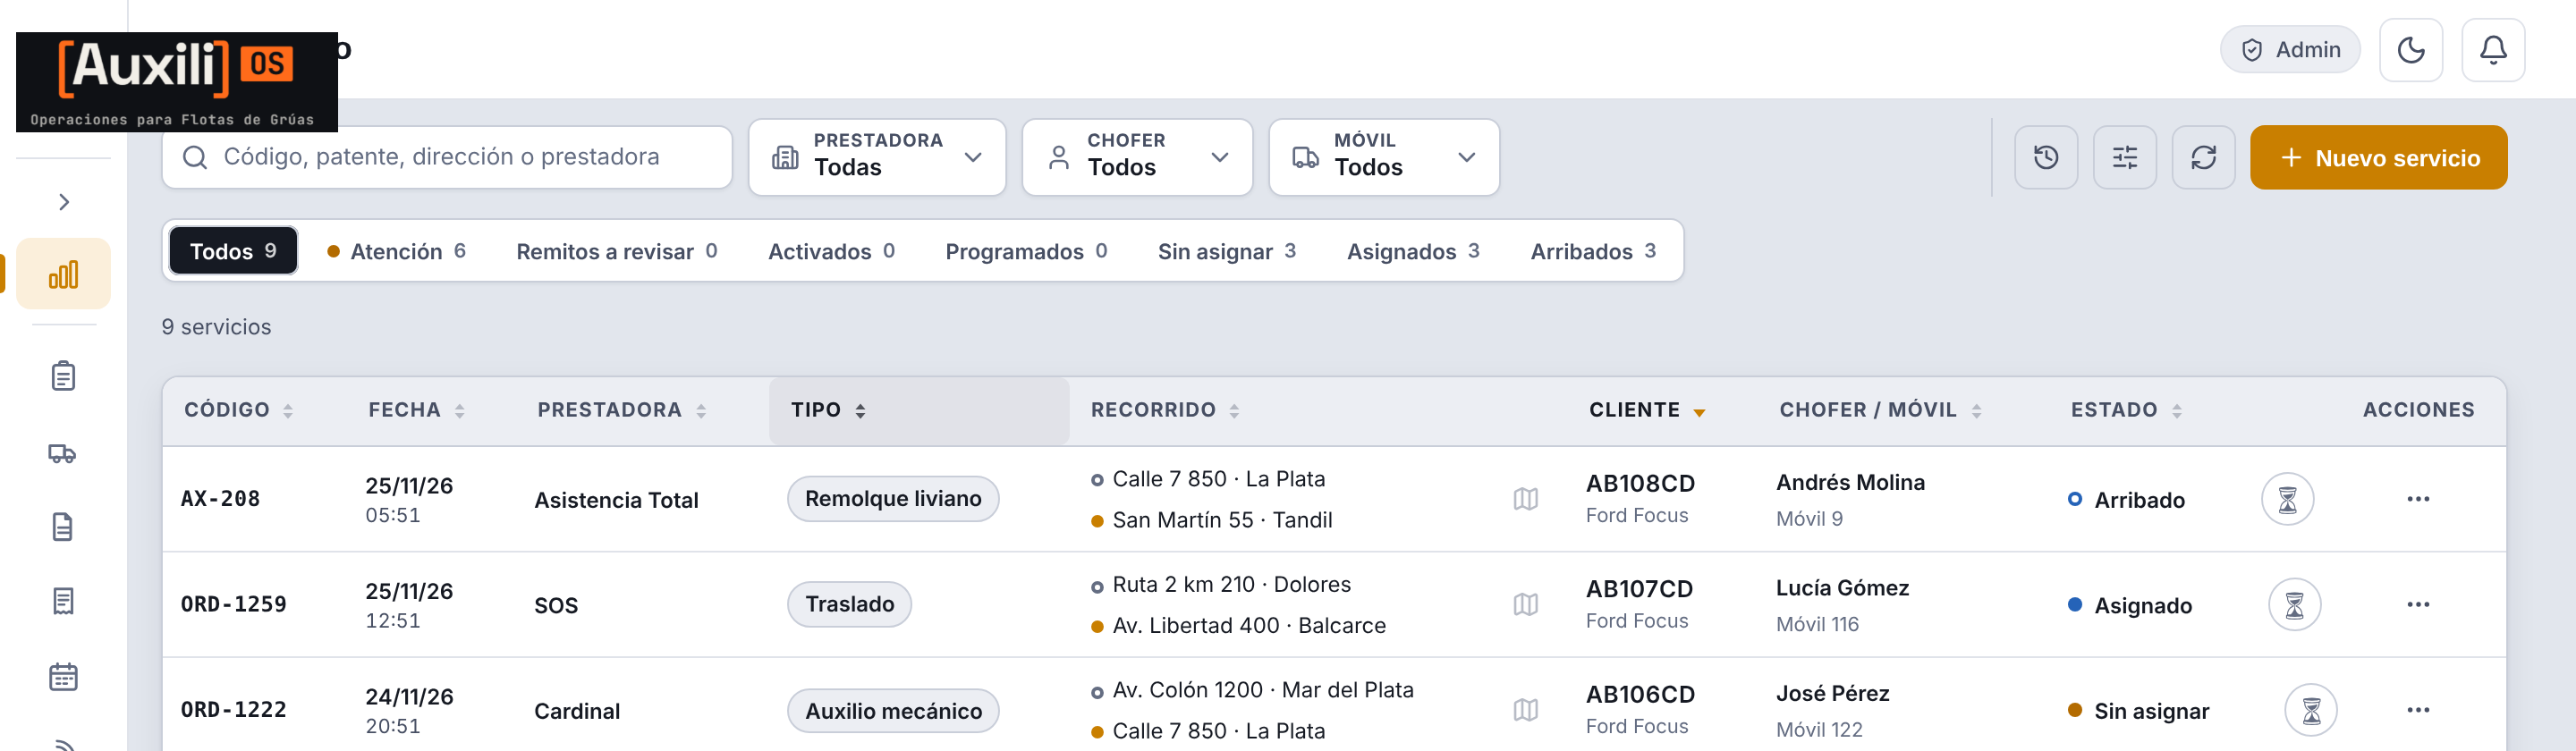 [Auxili] OS
Operaciones para Flotas de Grúas
o
Admin
Código, patente, dirección o prestadora
PRESTADORA
Todas
CHOFER
Todos
MÓVIL
Todos
Nuevo servicio
Todos 9
Atención 6
Remitos a revisar 0
Activados 0
Programados 0
Sin asignar 3
Asignados 3
Arribados 3
9 servicios
CÓDIGO FECHA PRESTADORA TIPO RECORRIDO CLIENTE CHOFER / MÓVIL ESTADO ACCIONES
AX-208
25/11/26
05:51
Asistencia Total
Remolque liviano
Calle 7 850 · La Plata
San Martín 55 · Tandil
AB108CD
Ford Focus
Andrés Molina
Móvil 9
Arribado
ORD-1259
25/11/26
12:51
SOS
Traslado
Ruta 2 km 210 · Dolores
Av. Libertad 400 · Balcarce
AB107CD
Ford Focus
Lucía Gómez
Móvil 116
Asignado
ORD-1222
24/11/26
20:51
Cardinal
Auxilio mecánico
Av. Colón 1200 · Mar del Plata
Calle 7 850 · La Plata
AB106CD
Ford Focus
José Pérez
Móvil 122
Sin asignar